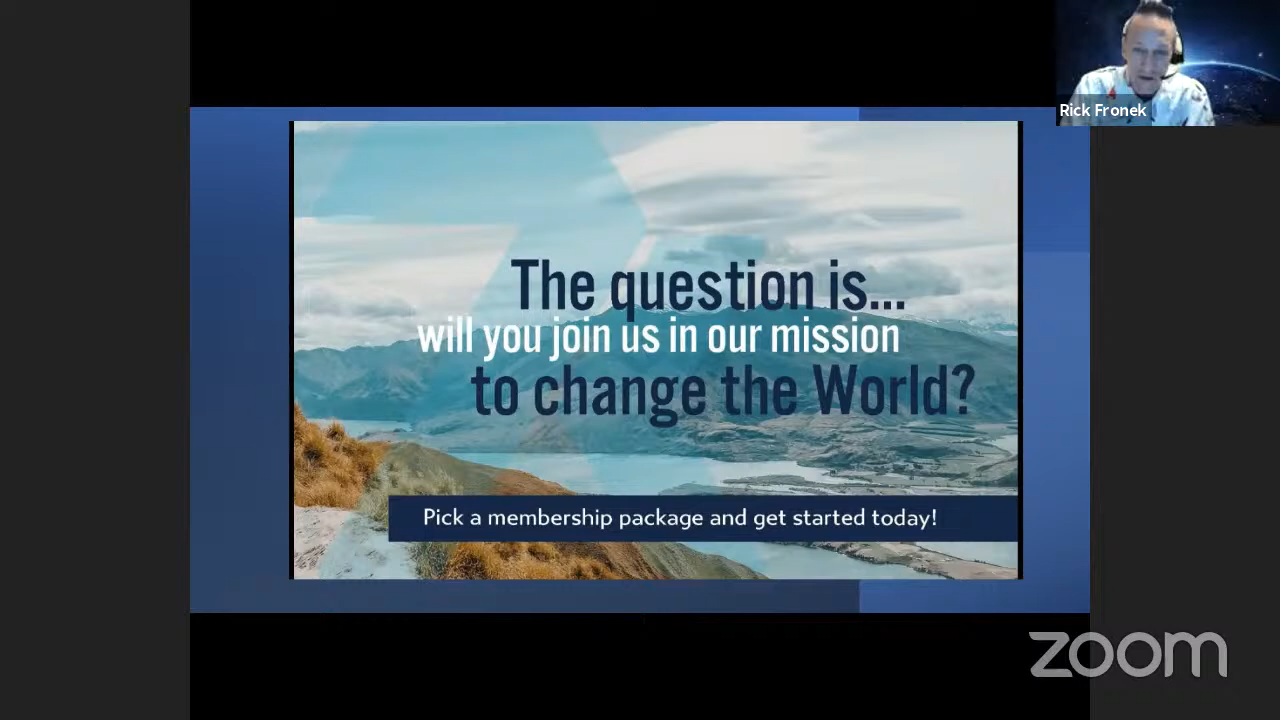 Rick Fronek
The question is...
will you join us in our mission
to change the World?
Pick a membership package and get started today!
zoom